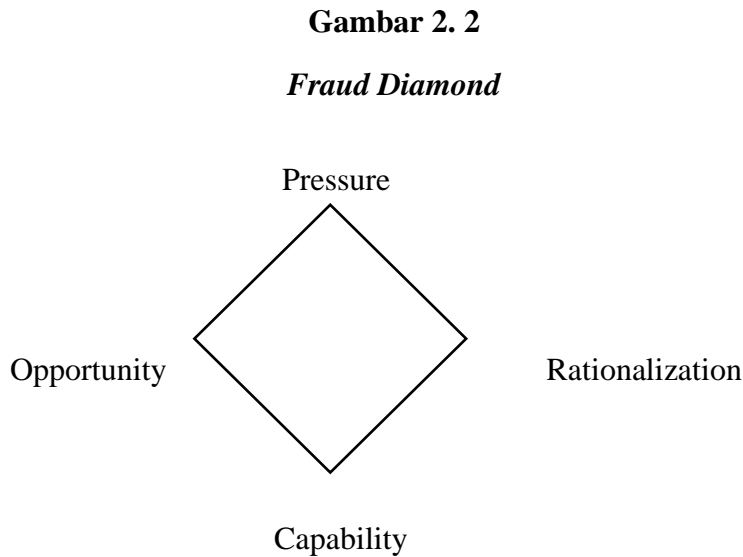 Gambar 2. 2
Fraud Diamond
Pressure
Opportunity
Rationalization
Capability